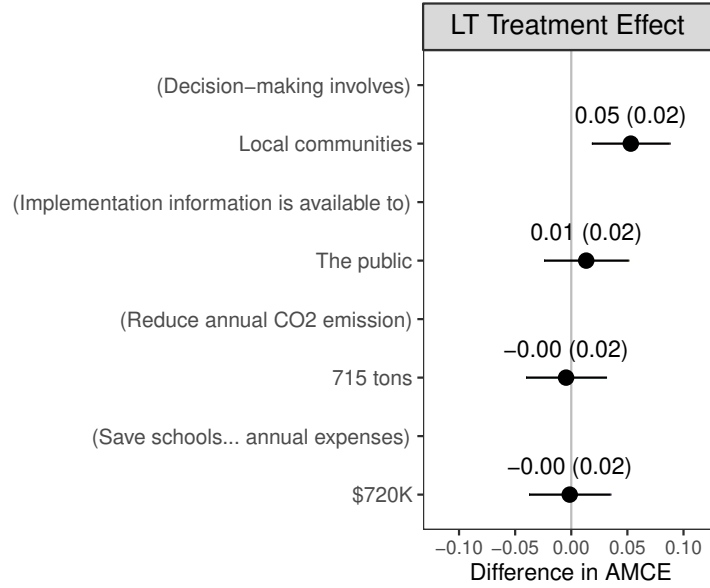 LT Treatment Effect
(Decision−making involves)
0.05 (0.02)
Local communities
(Implementation information is available to)
0.01 (0.02)
The public
(Reduce annual CO2 emission)
−0.00 (0.02)
715 tons
(Save schools... annual expenses)
−0.00 (0.02)
$720K
−0.10 −0.05 0.00 0.05 0.10
Difference in AMCE